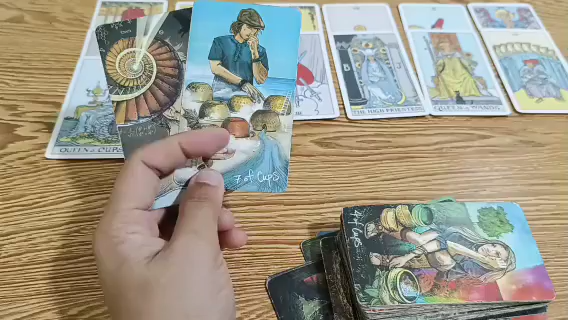 7 of Cups
QUEEN of CUPS
THE HIGH PRIESTESS
QUEEN of WANDS
4 of Cups
B
J